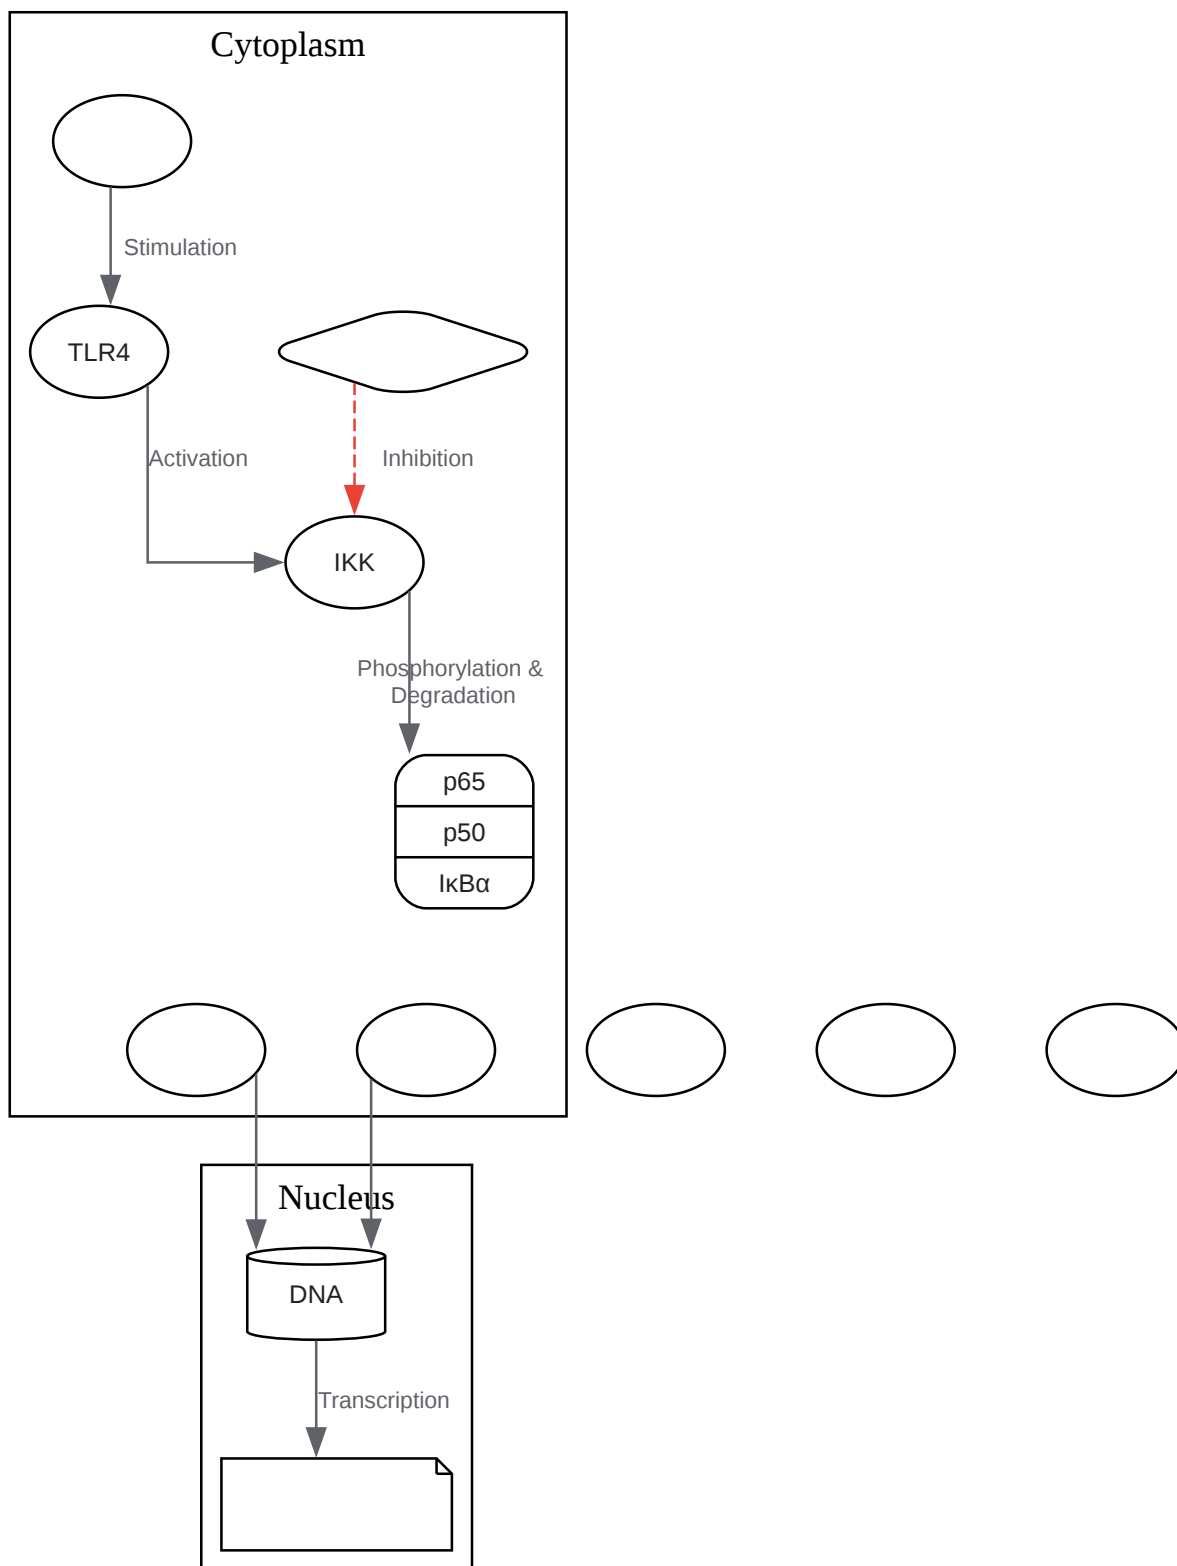 Cytoplasm
Stimulation
TLR4
Activation
Inhibition
IKK
Phosphorylation &
Degradation
p65
p50
IκBα
Nucleus
DNA
Transcription